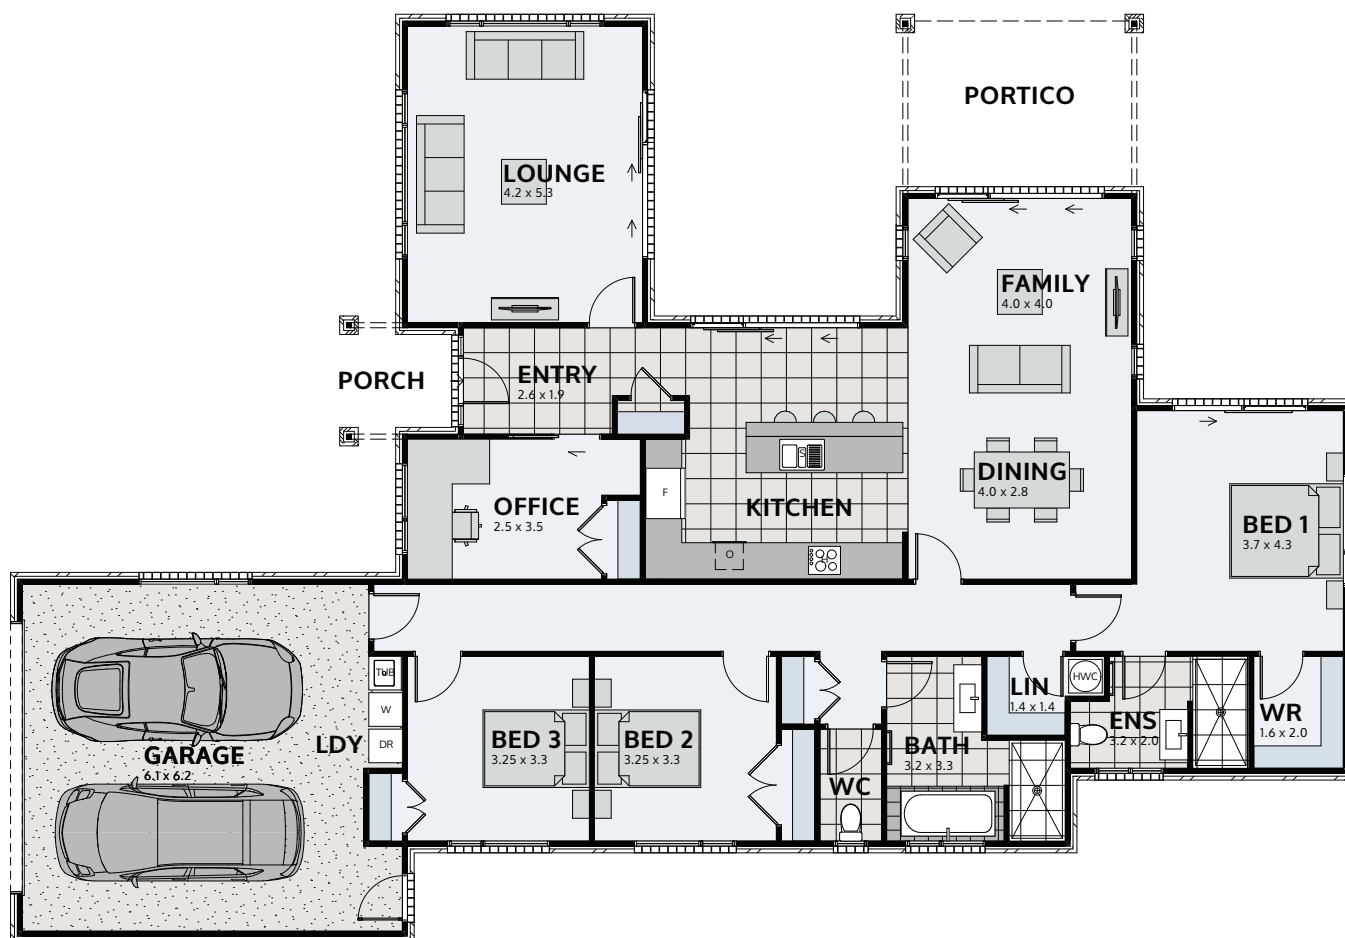 PORTICO
LOUNGE
4.2 x 5.3
FAMILY
4.0 x 4.0
PORCH
ENTRY
2.6 x 1.9
S
DINING
4.0 x 2.8
F
OFFICE
2.5 x 3.5
KITCHEN
BED 1
3.7 x 4.3
O
TUB
HWC
LIN
1.4 x 1.4
W
ENS
3.2 x 2.0
WR
1.6 x 2.0
GARAGE
6.1 x 6.2
LDY
DR
BED 3
3.25 x 3.3
BED 2
3.25 x 3.3
BATH
3.2 x 3.3
WC